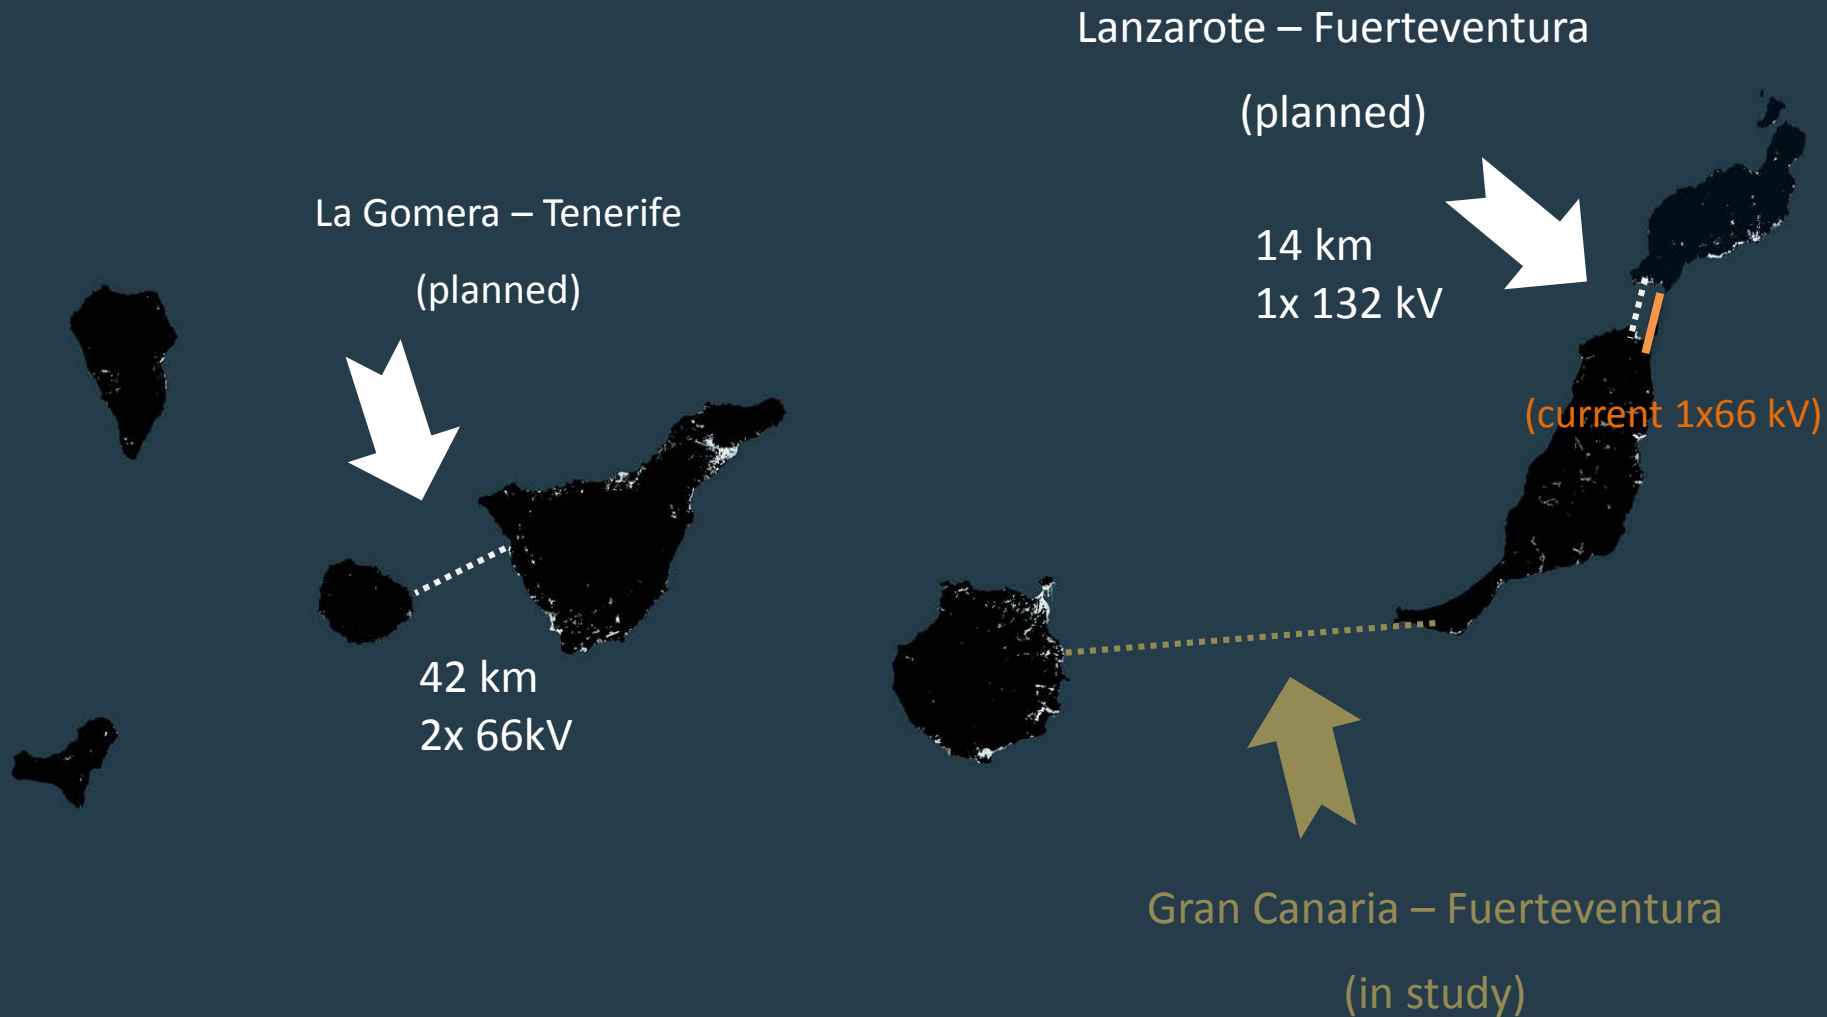 Lanzarote – Fuerteventura
(planned)
14 km
1x 132 kV
(current 1x66 kV)
La Gomera – Tenerife
(planned)
42 km
2x 66kV
Gran Canaria – Fuerteventura
(in study)